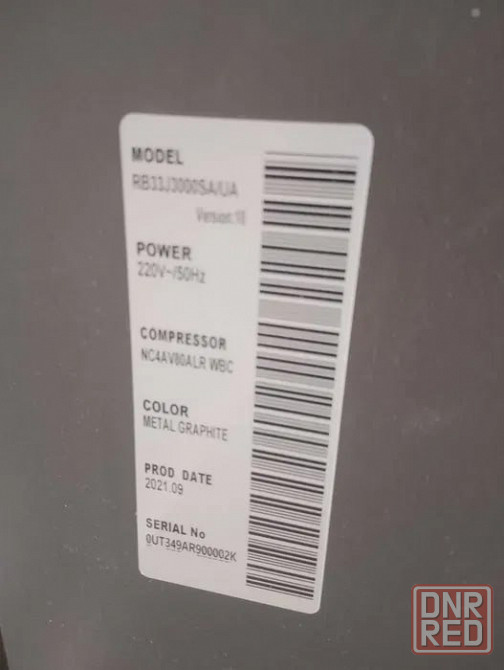 MODEL
RB33J3000SA/UA
Version:
POWER
220V~/50Hz
COMPRESSOR
NC4AV80ALR WBC
COLOR
METAL GRAPHITE
PROD DATE
2021.09
SERIAL No
0UT349AR900002K
DNR
RED